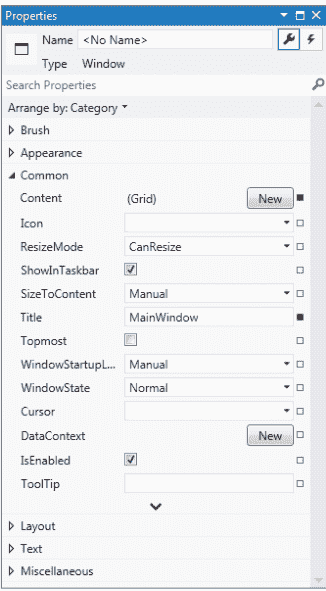 Properties
Name <No Name>
Type Window
Search Properties
Arrange by: Category
Brush
Appearance
Common
Content (Grid) New
Icon
ResizeMode CanResize
ShowInTaskbar
SizeToContent Manual
Title MainWindow
Topmost
WindowStartupL... Manual
WindowState Normal
Cursor
DataContext New
IsEnabled
ToolTip
Layout
Text
Miscellaneous